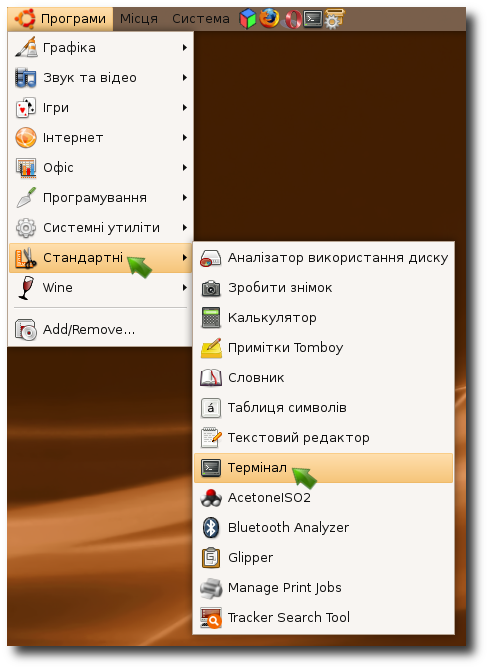 Програми Місця Система
Графіка
Звук та відео
Ігри
Інтернет
Офіс
Програмування
Системні утиліти
Стандартні
Wine
Add/Remove...
Аналізатор використання диску
Зробити знімок
Калькулятор
Примітки Tomboy
Словник
á Таблиця символів
Текстовий редактор
Термінал
AcetoneISO2
Bluetooth Analyzer
Glipper
Manage Print Jobs
Tracker Search Tool